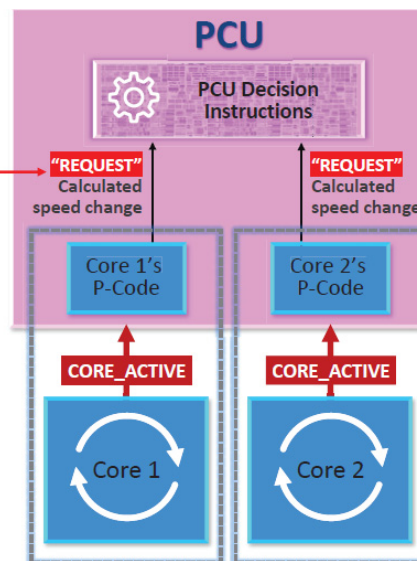 PCU
PCU Decision
Instructions
"REQUEST"
Calculated
speed change
"REQUEST"
Calculated
speed change
Core 1's
P-Code
Core 2's
P-Code
CORE_ACTIVE
CORE_ACTIVE
Core 1
Core 2